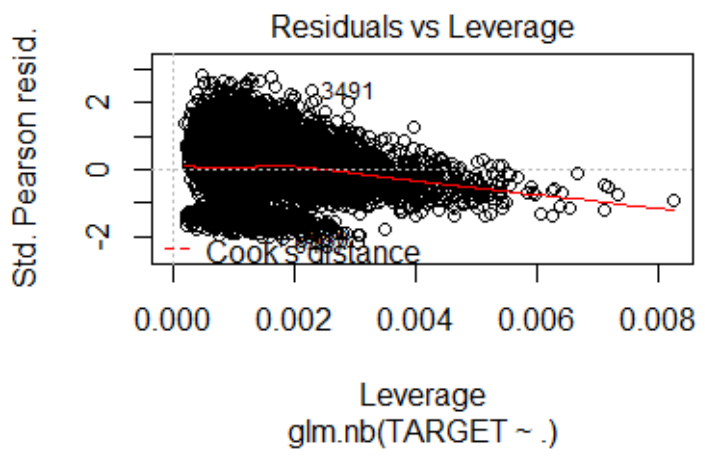 Residuals vs Leverage
Std. Pearson resid.
2
0
-2
3491
Cook's distance
0.000 0.002 0.004 0.006 0.008
Leverage
glm.nb(TARGET ~ .)